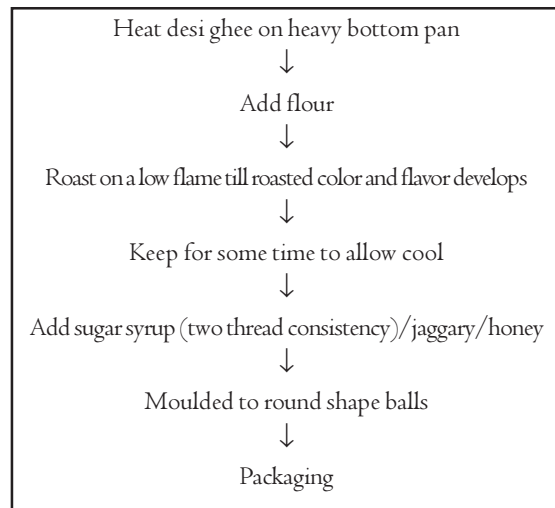 Heat desi ghee on heavy bottom pan
↓
Add flour
↓
Roast on a low flame till roasted color and flavor develops
↓
Keep for some time to allow cool
↓
Add sugar syrup (two thread consistency)/jaggary/honey
↓
Moulded to round shape balls
↓
Packaging